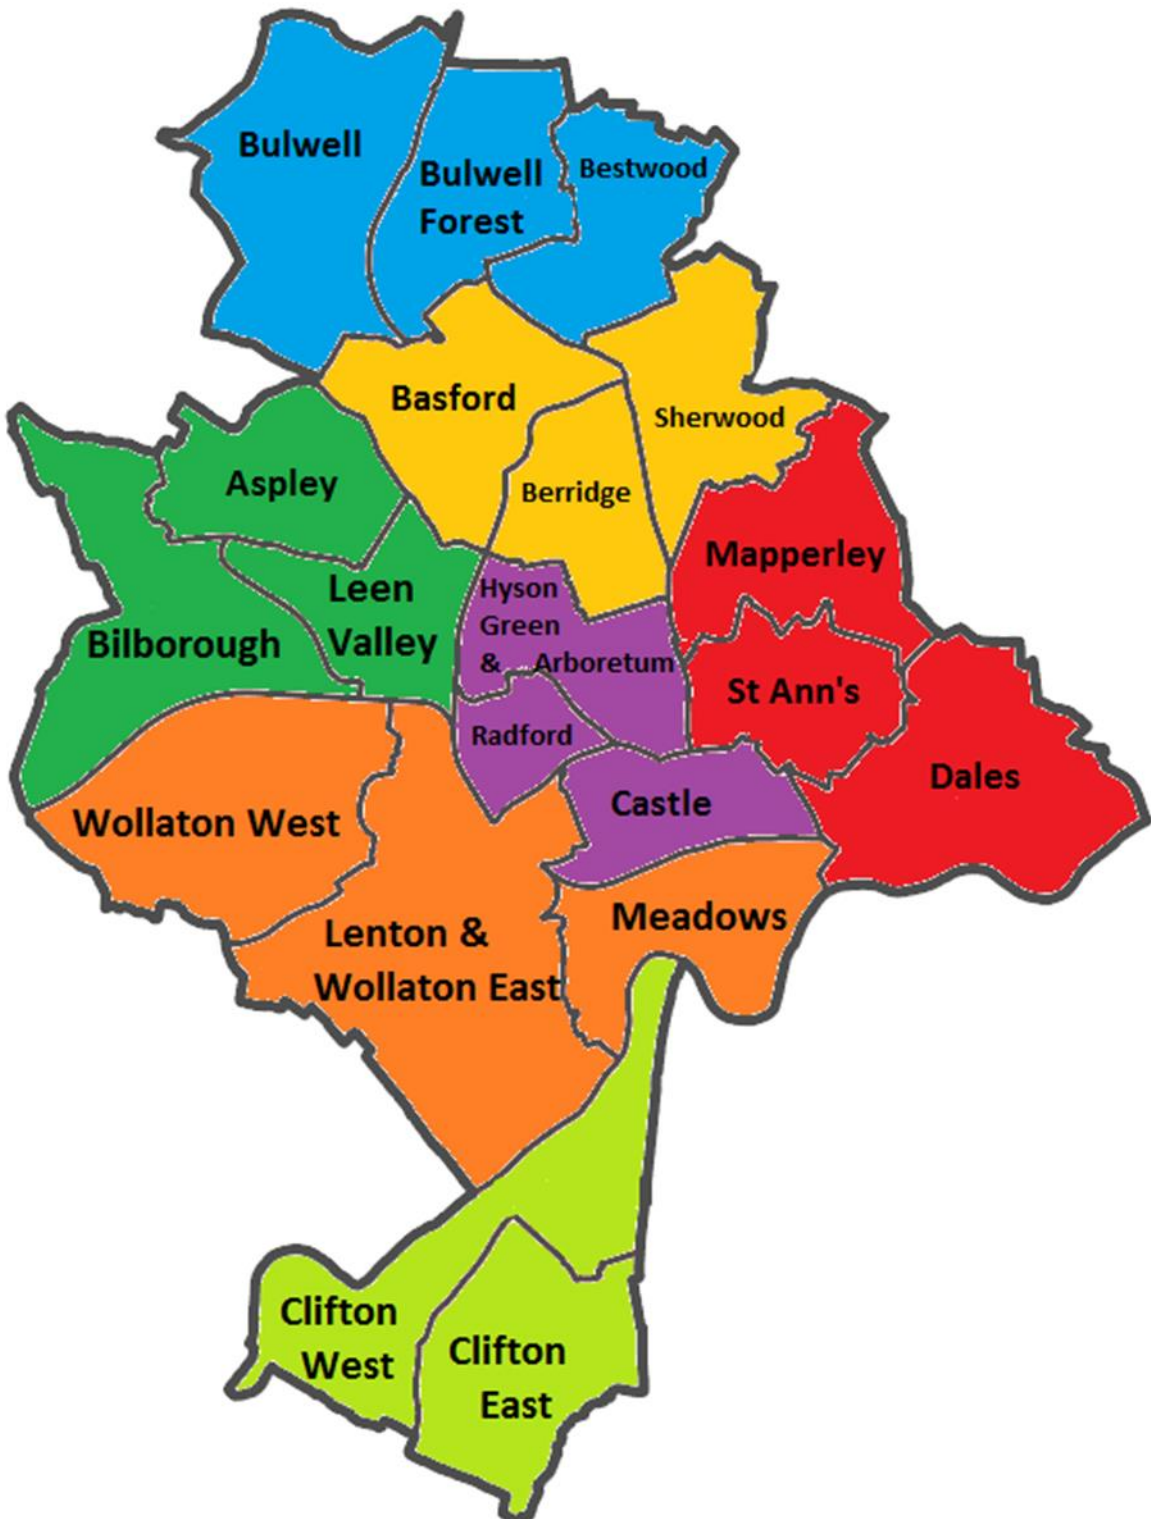 Bulwell
Bulwell
Forest
Bestwood
Basford
Sherwood
Aspley
Berridge
Mapperley
Leen
Valley
Bilborough
Hyson
Green
& Arboretum
St Ann's
Radford
Dales
Castle
Wollaton West
Meadows
Lenton &
Wollaton East
Clifton
West
Clifton
East